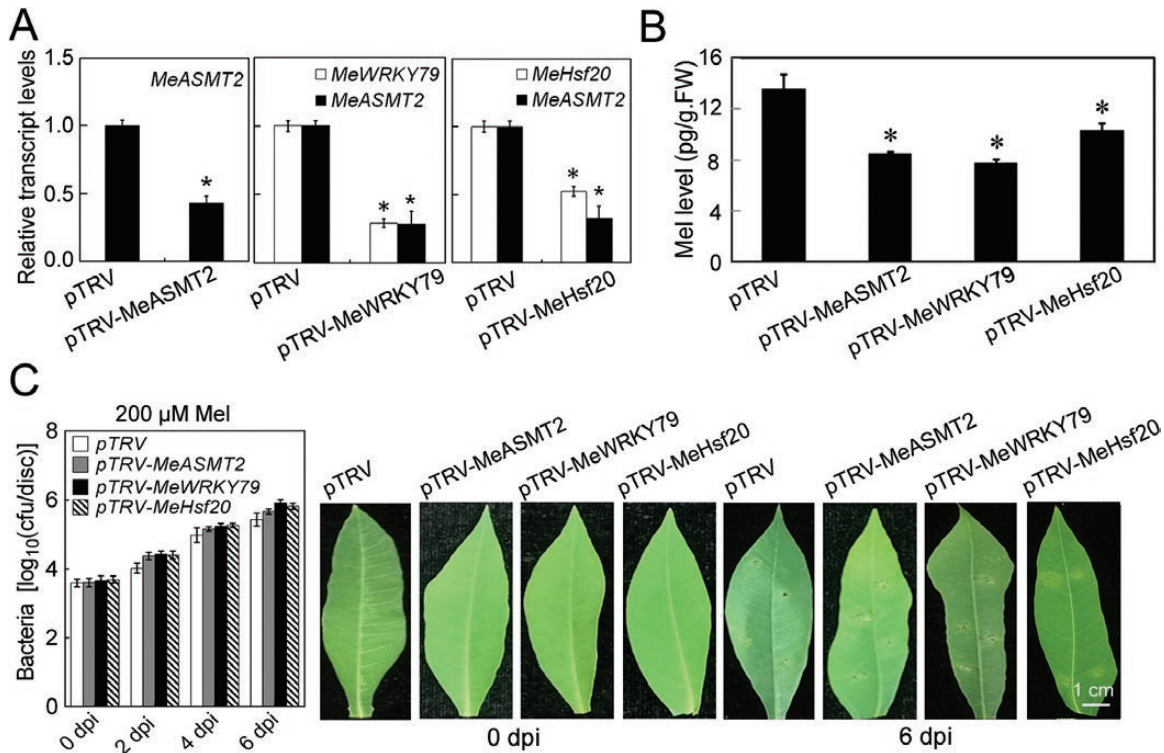 A
Relative transcript levels
1.5
1.0
0.5
0.0
MeASMT2
*
pTRV
pTRV-MeASMT2
MeWRKY79
MeASMT2
* *
pTRV
pTRV-MeWRKY79
MeHsf20
MeASMT2
* *
pTRV
pTRV-MeHsf20
B
Mel level (pg/g.FW)
16
12
8
4
0
* * *
pTRV
pTRV-MeASMT2
pTRV-MeWRKY79
pTRV-MeHsf20
C
200 µM Mel
Bacteria [log10(cfu/disc)]
8
6
4
2
0
pTRV
pTRV-MeASMT2
pTRV-MeWRKY79
pTRV-MeHsf20
0 dpi
2 dpi
4 dpi
6 dpi
pTRV
pTRV-MeASMT2
pTRV-MeWRKY79
pTRV-MeHsf20
pTRV
pTRV-MeASMT2
pTRV-MeWRKY79
pTRV-MeHsf20
1 cm
0 dpi
6 dpi